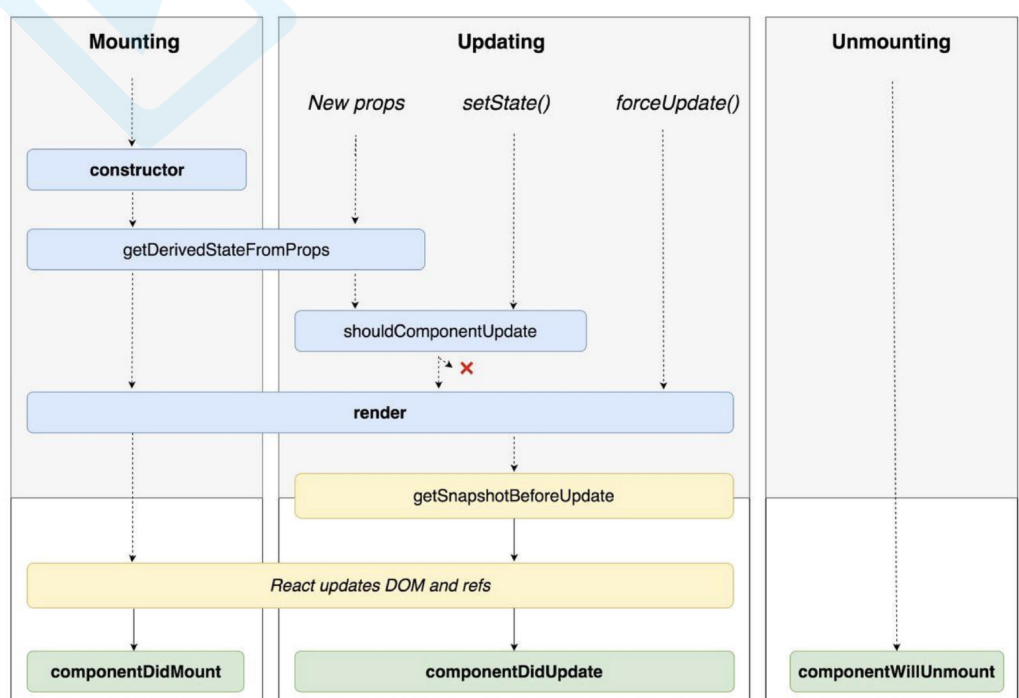 Mounting
Updating
Unmounting
New props
setState()
forceUpdate()
constructor
getDerivedStateFromProps
shouldComponentUpdate
render
getSnapshotBeforeUpdate
React updates DOM and refs
componentDidMount
componentDidUpdate
componentWillUnmount